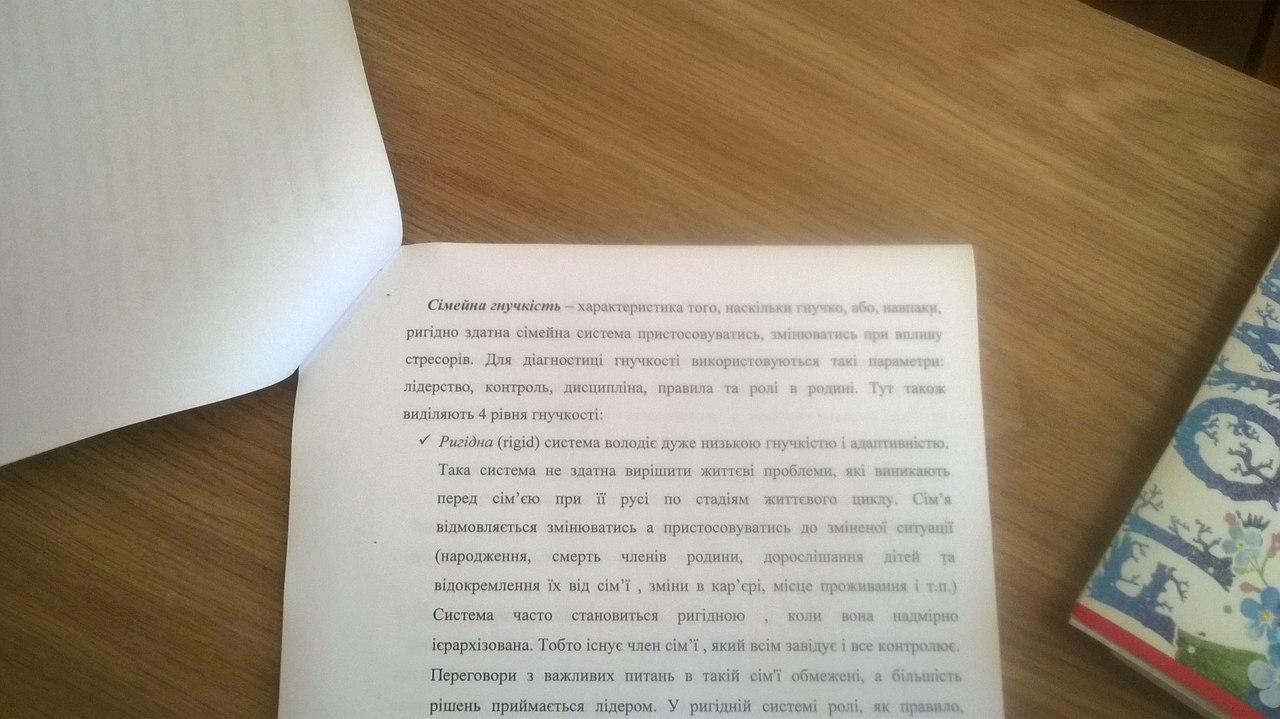 Сімейна гнучкість – характеристика того, наскільки гнучко, або, навпаки,
ригідно здатна сімейна система пристосовуватись, змінюватись при впливу
стресорів. Для діагностиці гнучкості використовуються такі параметри:
лідерство, контроль, дисципліна, правила та ролі в родині. Тут також
виділяють 4 рівня гнучкості:
✓ Ригідна (rigid) система володіє дуже низькою гнучкістю і адаптивністю.
Така система не здатна вирішити життєві проблеми, які виникають
перед сім’єю при її русі по стадіям життєвого циклу. Сім’я
відмовляється змінюватись а пристосовуватись до зміненої ситуації
(народження, смерть членів родини, дорослішання дітей та
відокремлення їх від сім’ї , зміни в кар’єрі, місце проживання і т.п.)
Система часто становиться ригідною , коли вона надмірно
ієрархізована. Тобто існує член сім’ї , який всім завідує і все контролює.
Переговори з важливих питань в такій сім'ї обмежені, а більшість
рішень приймається лідером. У ригідній системі ролі, як правило,